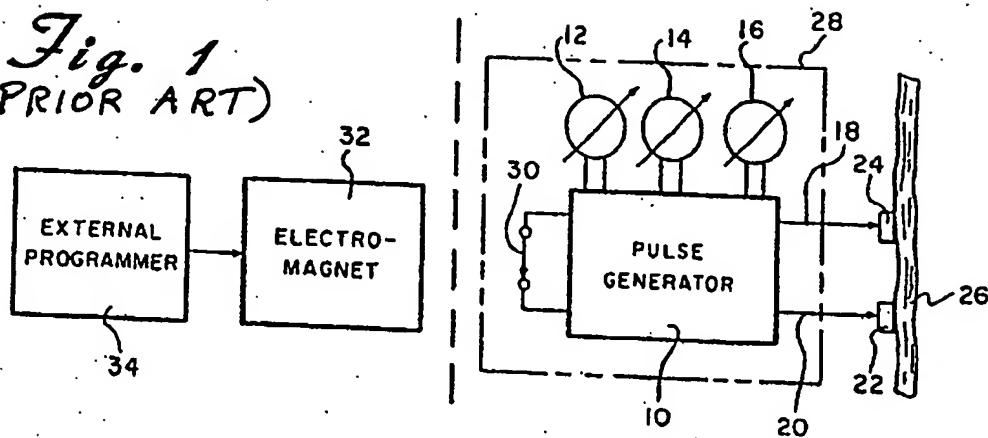 Fig. 1
(PRIOR ART)
12
14
16
28
18
32
30
24
EXTERNAL
PROGRAMMER
ELECTRO-
MAGNET
PULSE
GENERATOR
26
34
10
20
22